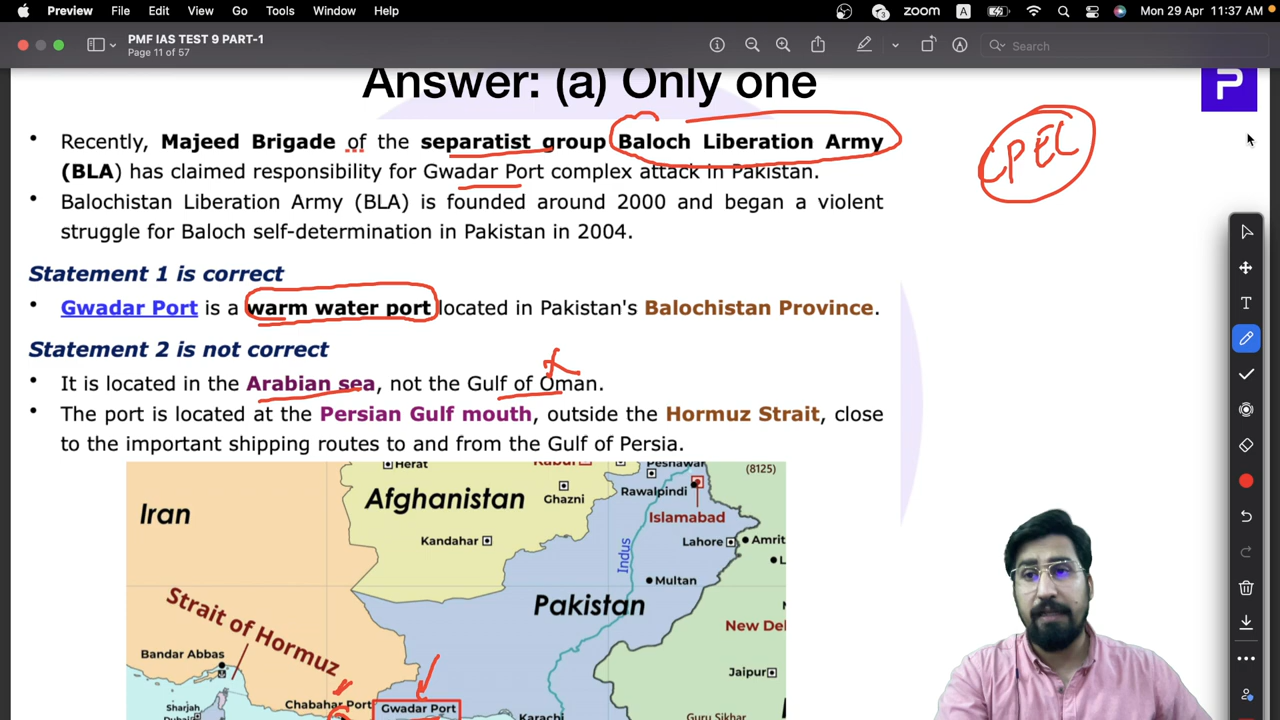 Preview File Edit View Go Tools Window Help
3 zoom A Mon 29 Apr 11:37 AM
PMF IAS TEST 9 PART-1
Page 11 of 57
Search
Answer: (a) Only one
P
• Recently, Majeed Brigade of the separatist group Baloch Liberation Army
(BLA) has claimed responsibility for Gwadar Port complex attack in Pakistan.
CPEC
• Balochistan Liberation Army (BLA) is founded around 2000 and began a violent
struggle for Baloch self-determination in Pakistan in 2004.
Statement 1 is correct
• Gwadar Port is a warm water port located in Pakistan's Balochistan Province.
Statement 2 is not correct
• It is located in the Arabian sea, not the Gulf of Oman.
• The port is located at the Persian Gulf mouth, outside the Hormuz Strait, close
to the important shipping routes to and from the Gulf of Persia.
Herat
Kabul
Peshawar
(8125)
Iran
Afghanistan
Ghazni
Rawalpindi
Islamabad
Kandahar
Indus
Lahore
Amrit
Multan
Pakistan
New Del
Strait of Hormuz
Bandar Abbas
Jaipur
Chabahar Port
Gwadar Port
Sharjah
Dubai
Karachi
Guru Sikhar
T